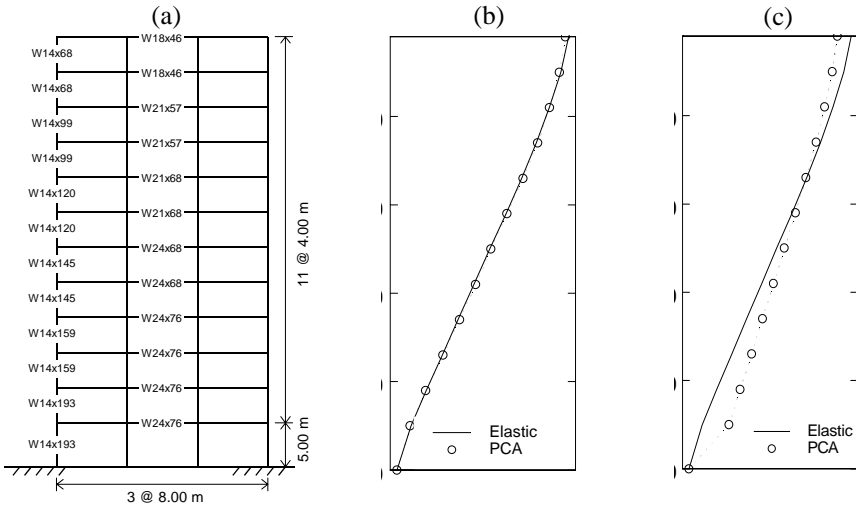 (a)
W18x46
W14x68
W18x46
W14x68
W21x57
W14x99
W21x57
W14x99
W21x68
W14x120
W21x68
W14x120
W24x68
W14x145
W24x68
W14x145
W24x76
W14x159
W24x76
W14x159
W24x76
W14x193
W24x76
W14x193
11 @ 4.00 m
5.00 m
3 @ 8.00 m
(b)
Elastic
PCA
(c)
Elastic
PCA